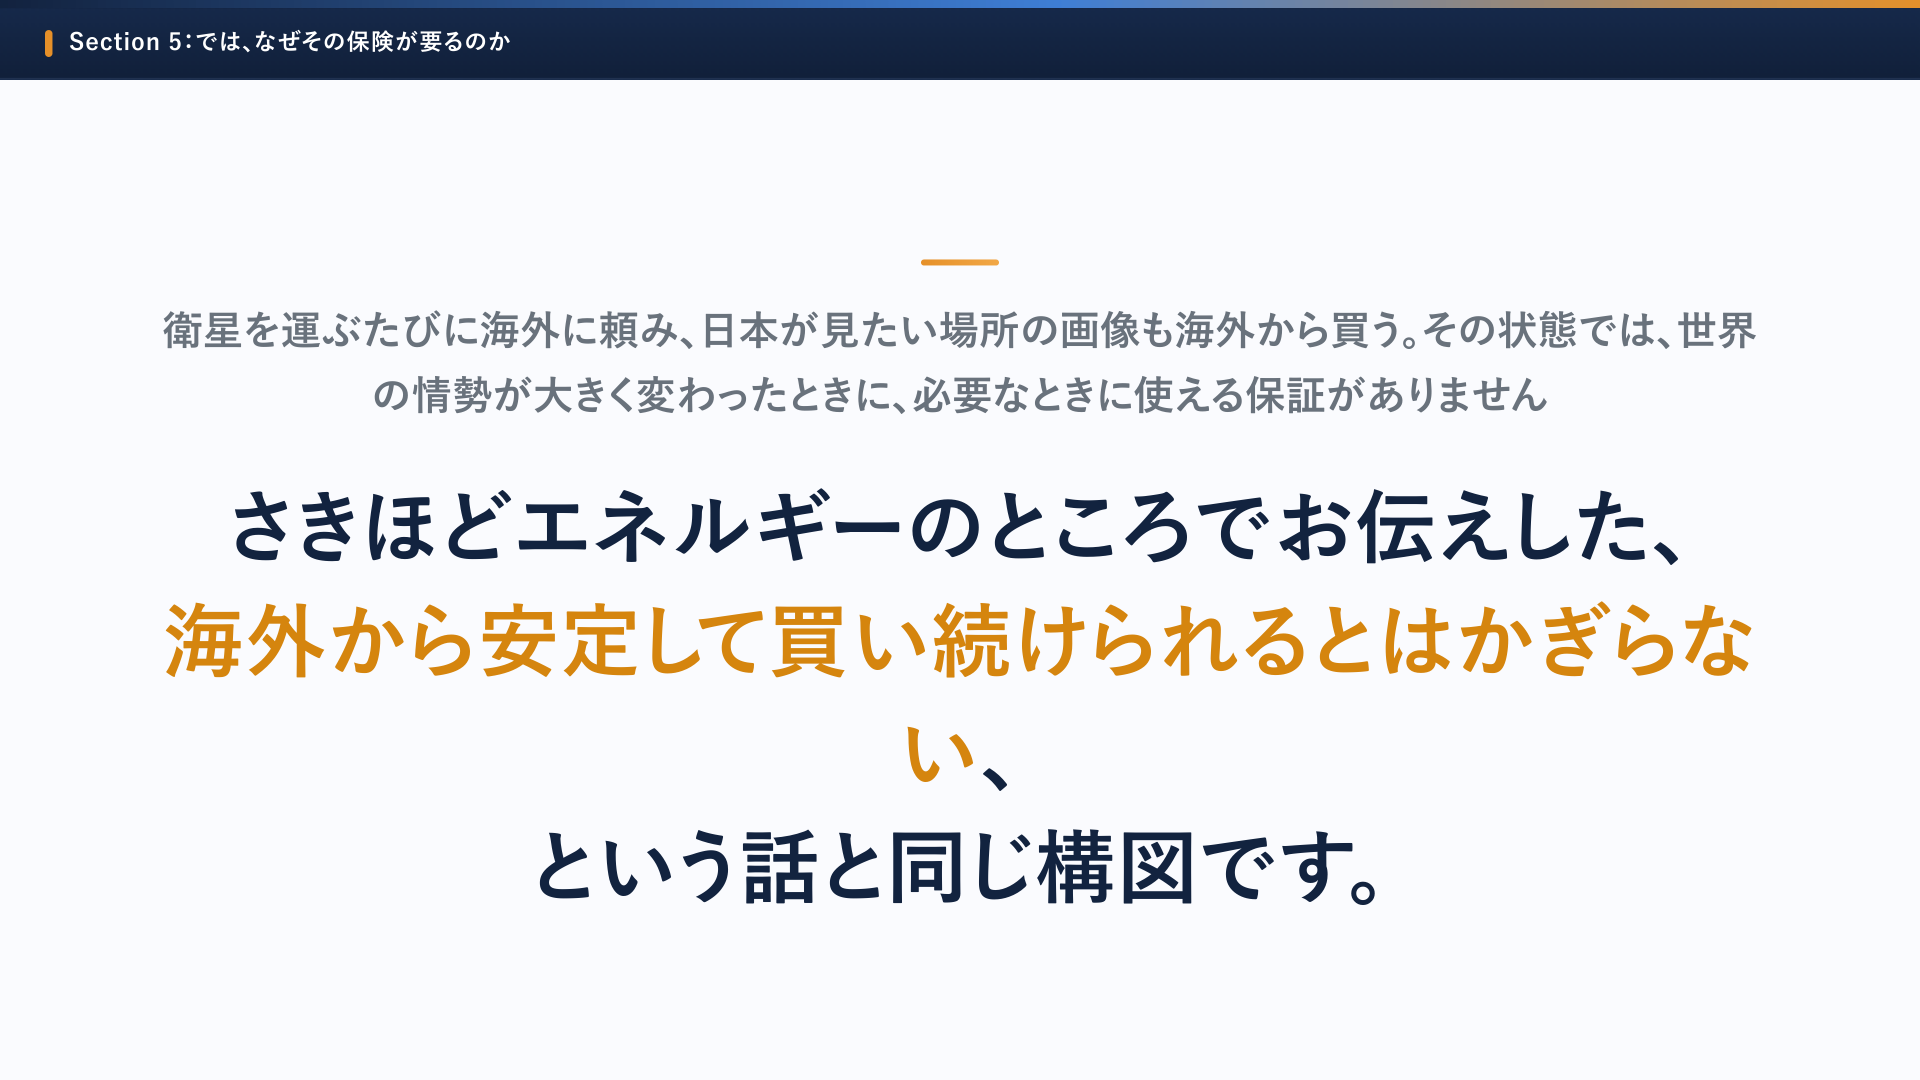 Section 5：では、なぜその保険が要るのか
衛星を運ぶたびに海外に頼み、日本が見たい場所の画像も海外から買う。その状態では、世界
の情勢が大きく変わったときに、必要なときに使える保証がありません
さきほどエネルギーのところでお伝えした、
海外から安定して買い続けられるとはかぎらな
い、
という話と同じ構図です。